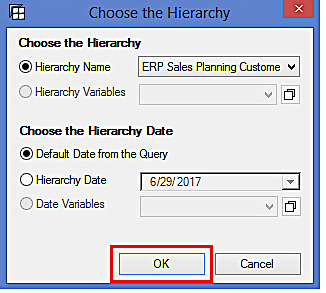 Choose the Hierarchy
Choose the Hierarchy
Hierarchy Name ERP Sales Planning Custome
Hierarchy Variables
Choose the Hierarchy Date
Default Date from the Query
Hierarchy Date 6/29/2017
Date Variables
OK Cancel